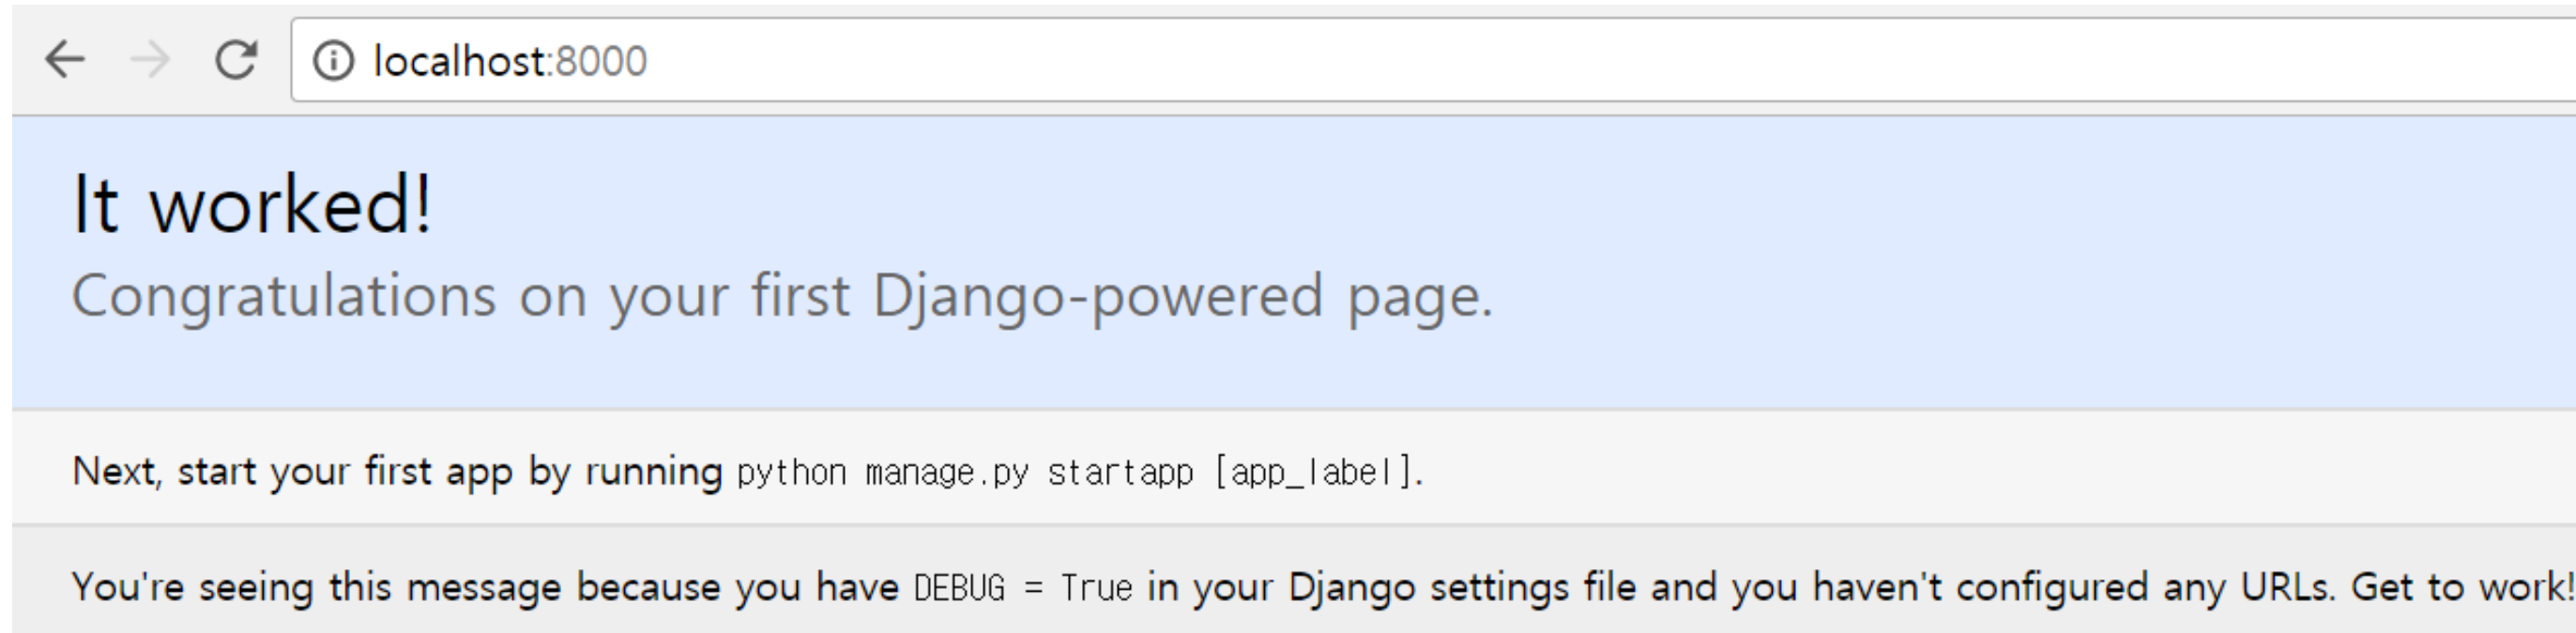 localhost:8000
It worked!
Congratulations on your first Django-powered page.
Next, start your first app by running python manage.py startapp [app_label].
You're seeing this message because you have DEBUG = True in your Django settings file and you haven't configured any URLs. Get to work!